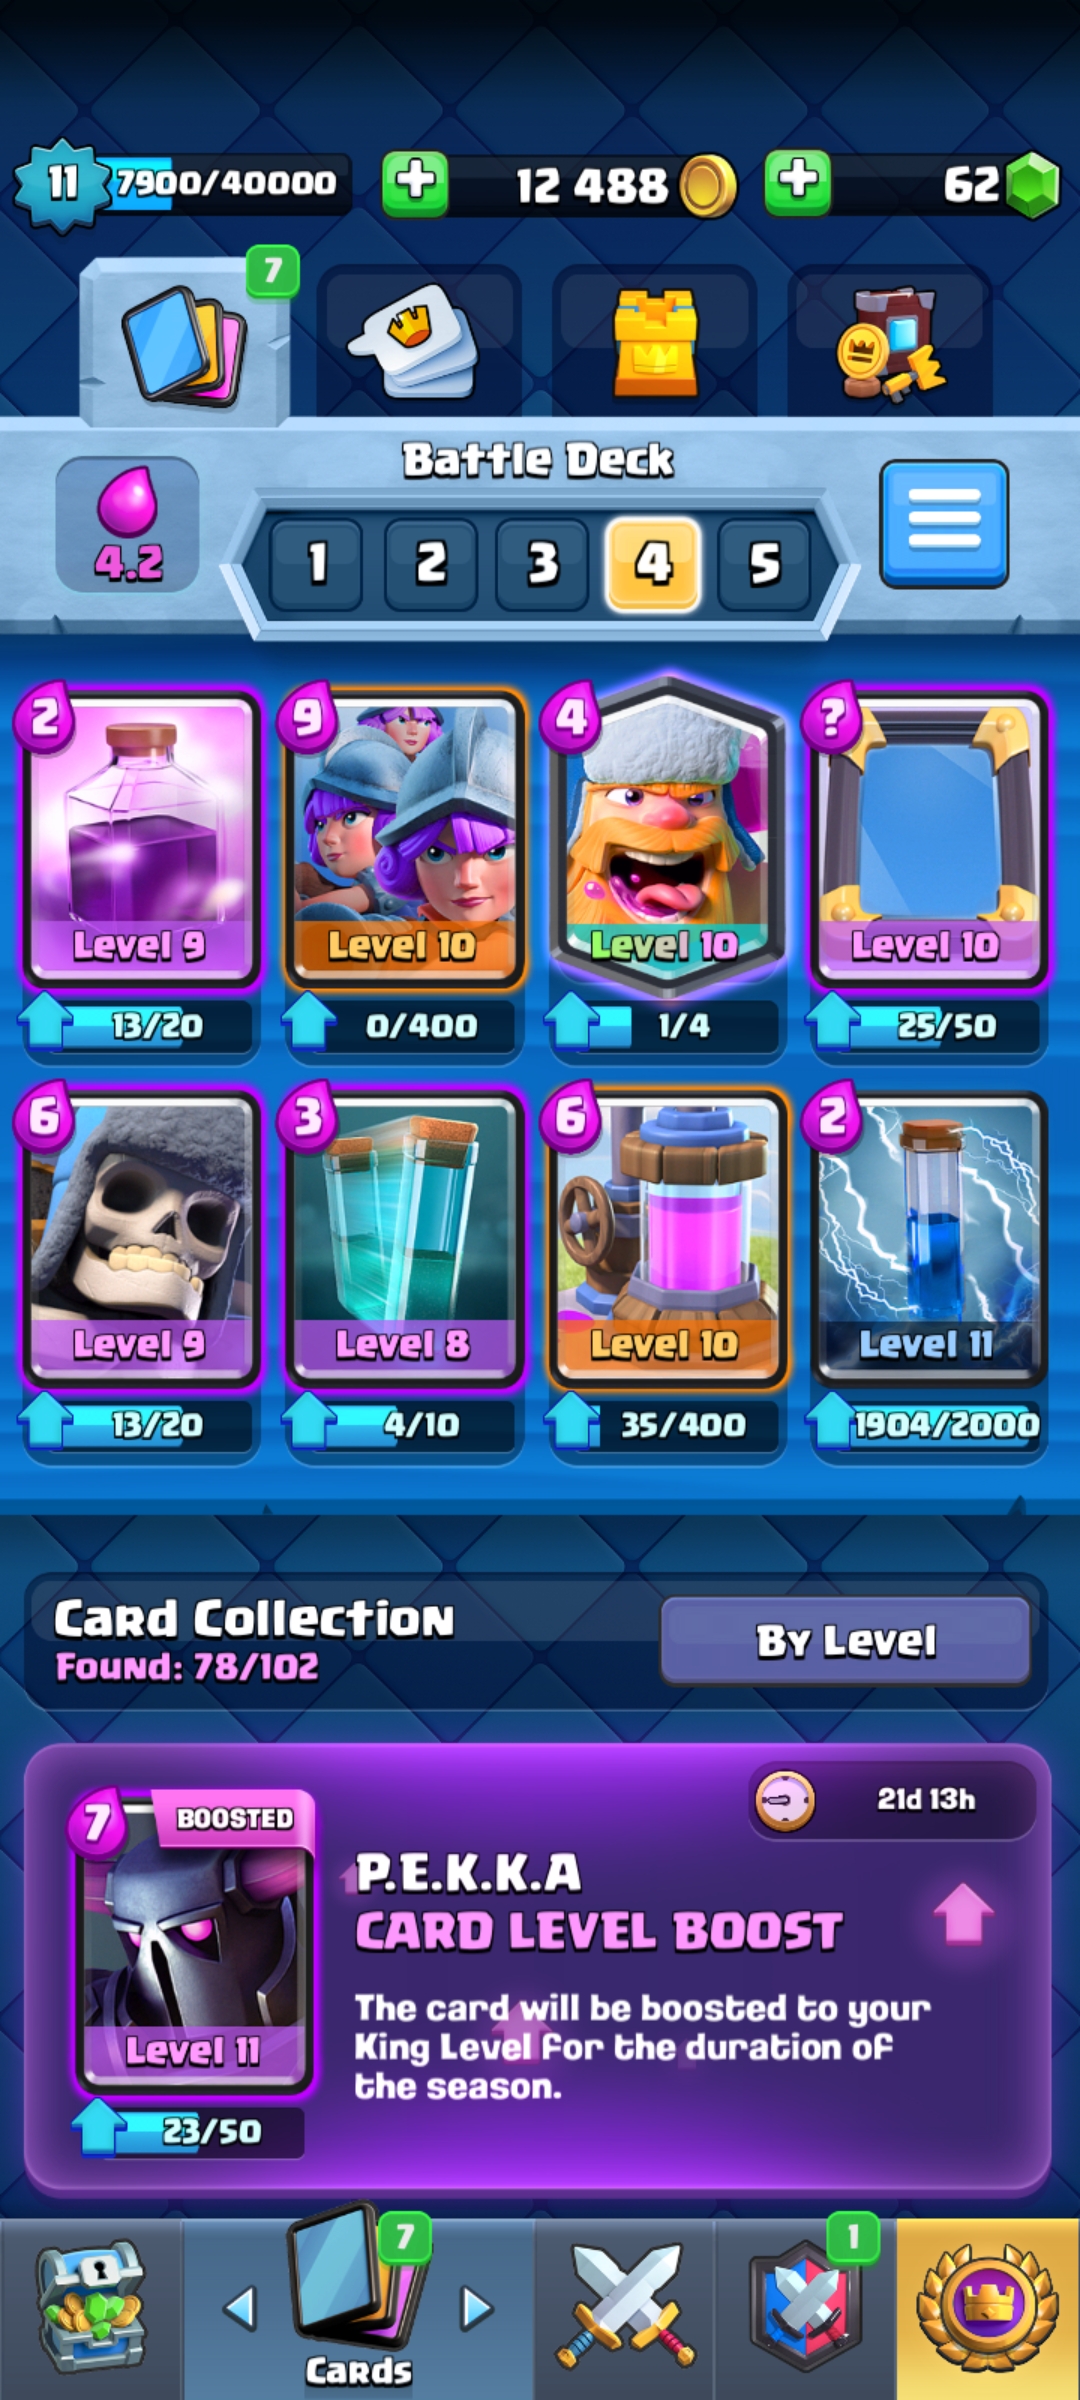 11
7900/40000
12 488
62
7
Battle Deck
4.2
1
2
3
4
5
2
9
4
?
Level 9
Level 10
Level 10
Level 10
13/20
0/400
1/4
25/50
6
3
6
2
Level 9
Level 8
Level 10
Level 11
13/20
4/10
35/400
1904/2000
Card Collection
Found: 78/102
By Level
7
BOOSTED
21d 13h
P.E.K.K.A
CARD LEVEL BOOST
The card will be boosted to your
King Level for the duration of
the season.
Level 11
23/50
7
1
Cards